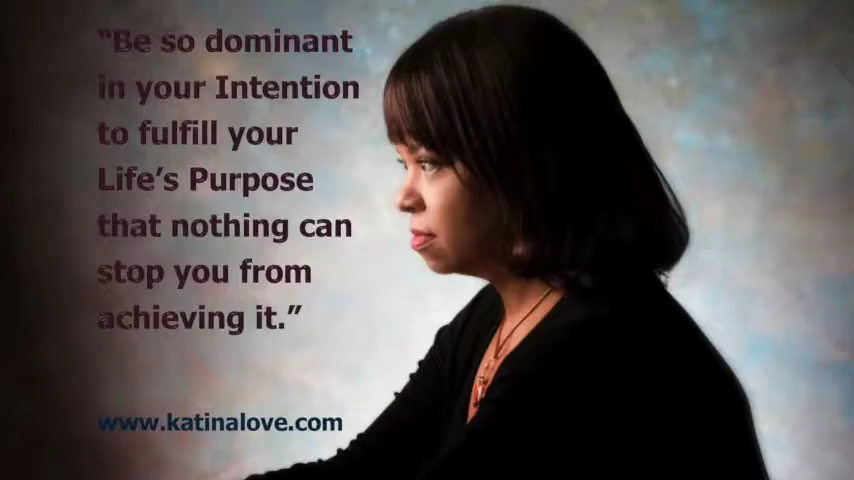 “Be so dominant
in your Intention
to fulfill your
Life’s Purpose
that nothing can
stop you from
achieving it.”
www.katinalove.com